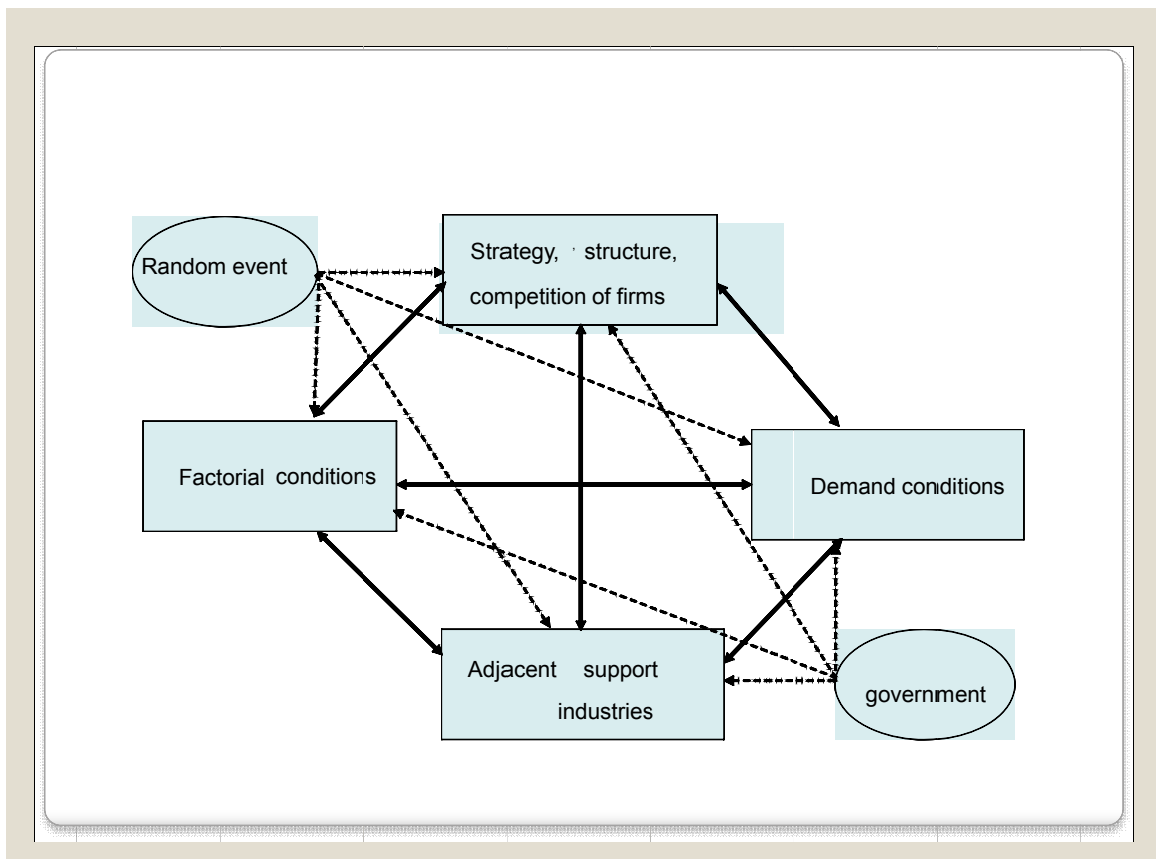 Random event
Strategy, structure,
competition of firms
Factorial conditions
Demand conditions
Adjacent support
industries
government